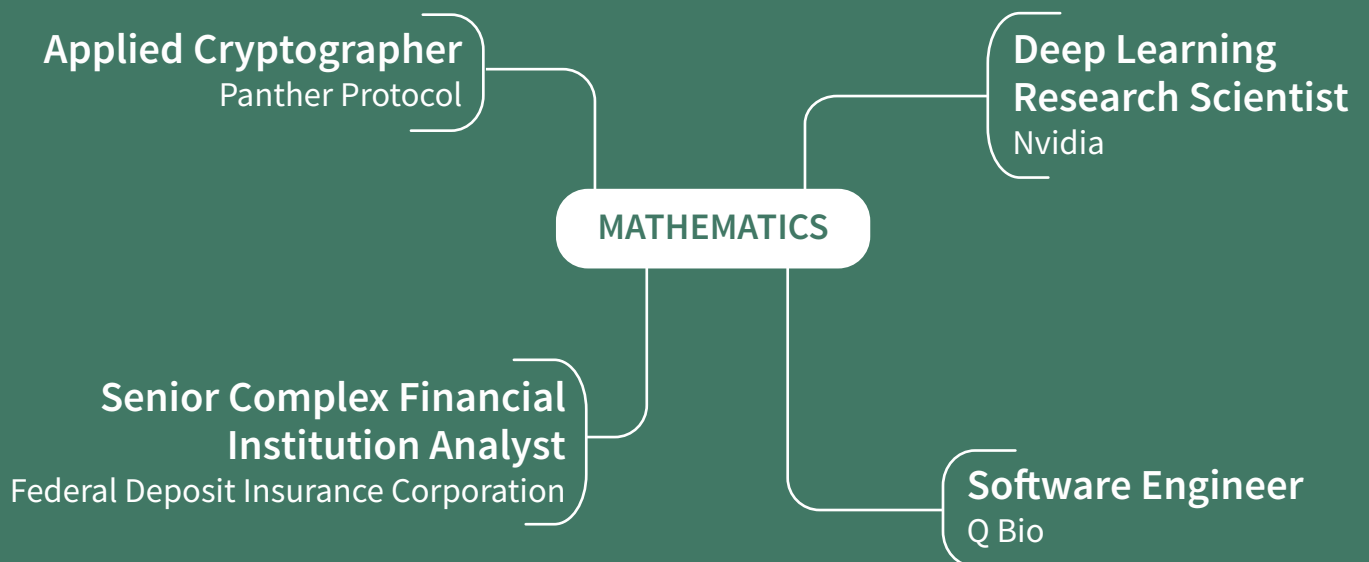 Applied Cryptographer
Panther Protocol
Deep Learning
Research Scientist
Nvidia
MATHEMATICS
Senior Complex Financial
Institution Analyst
Federal Deposit Insurance Corporation
Software Engineer
Q Bio